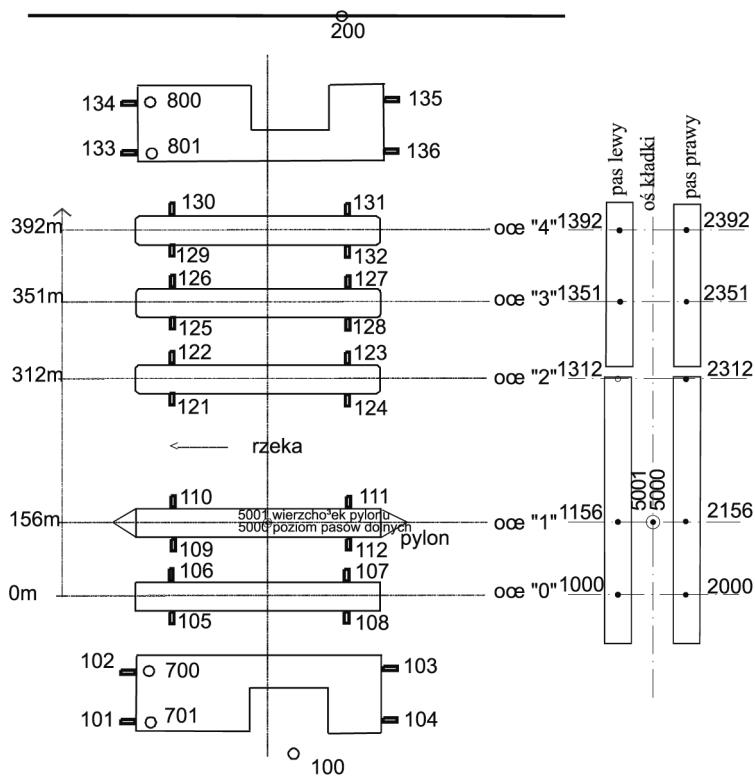 200
134 800 135
133 801 136
pas lewy
oś kładki
pas prawy
130 131
392m oœ "4" 1392 2392
129 132
126 127
351m oœ "3" 1351 2351
125 128
122 123
312m oœ "2" 1312 2312
121 124
rzeka
110 111
5001 wierzcho³ek pylonu
5000 poziom pasów dolnych
156m oœ "1" 1156 5001 5000 2156
pylon
109 112
106 107
0m oœ "0" 1000 2000
105 108
102 700 103
101 701 104
100